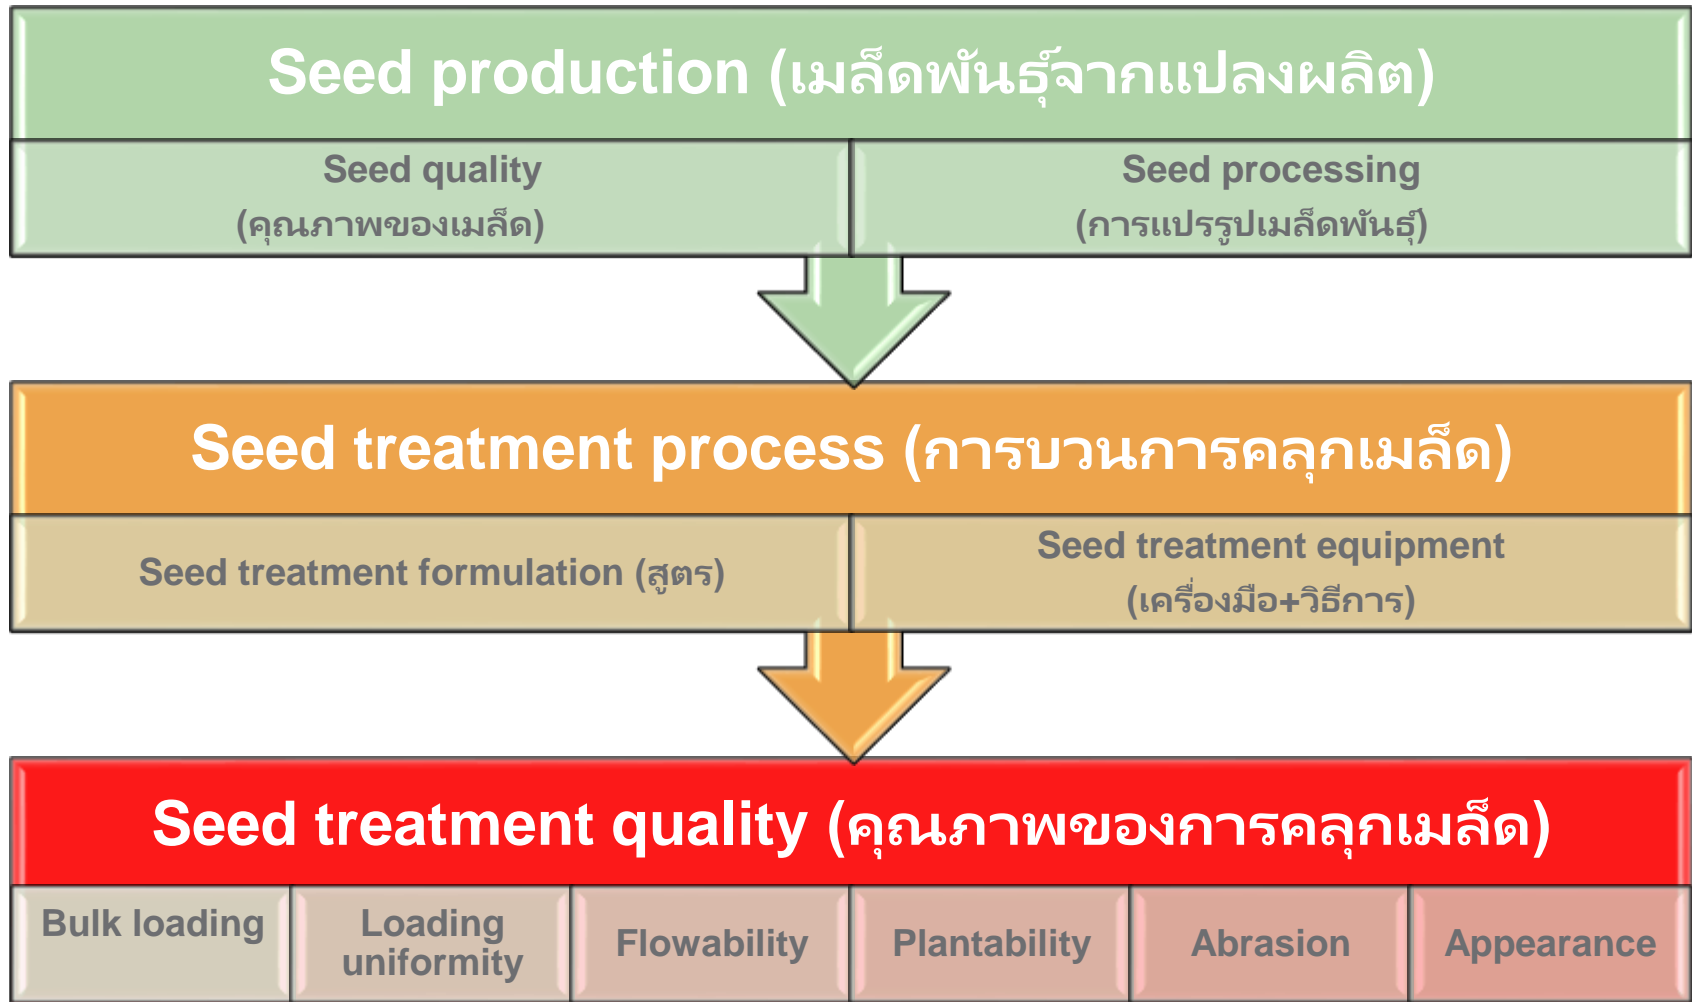 Seed production (เมล็ดพันธุ์จากแปลงผลิต)
Seed quality
(คุณภาพของเมล็ด)
Seed processing
(การแปรรูปเมล็ดพันธุ์)
Seed treatment process (การบวนการคลุกเมล็ด)
Seed treatment formulation (สูตร)
Seed treatment equipment
(เครื่องมือ+วิธีการ)
Seed treatment quality (คุณภาพของการคลุกเมล็ด)
Bulk loading
Loading
uniformity
Flowability
Plantability
Abrasion
Appearance